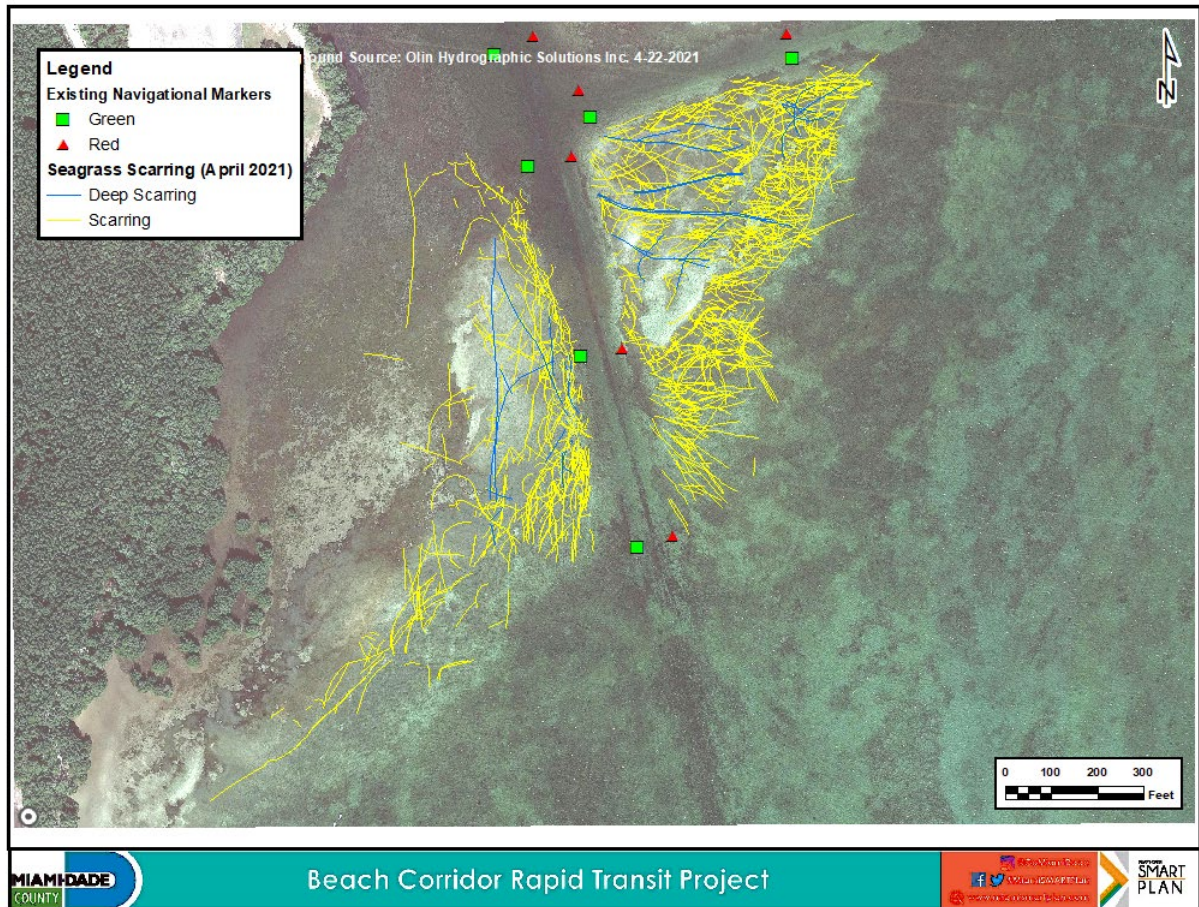 ound Source: Olin Hydrographic Solutions Inc. 4-22-2021
Legend
Existing Navigational Markers
Green
Red
Seagrass Scarring (April 2021)
Deep Scarring
Scarring
N
0 100 200 300
Feet
MIAMI-DADE
COUNTY
Beach Corridor Rapid Transit Project
SMART
PLAN